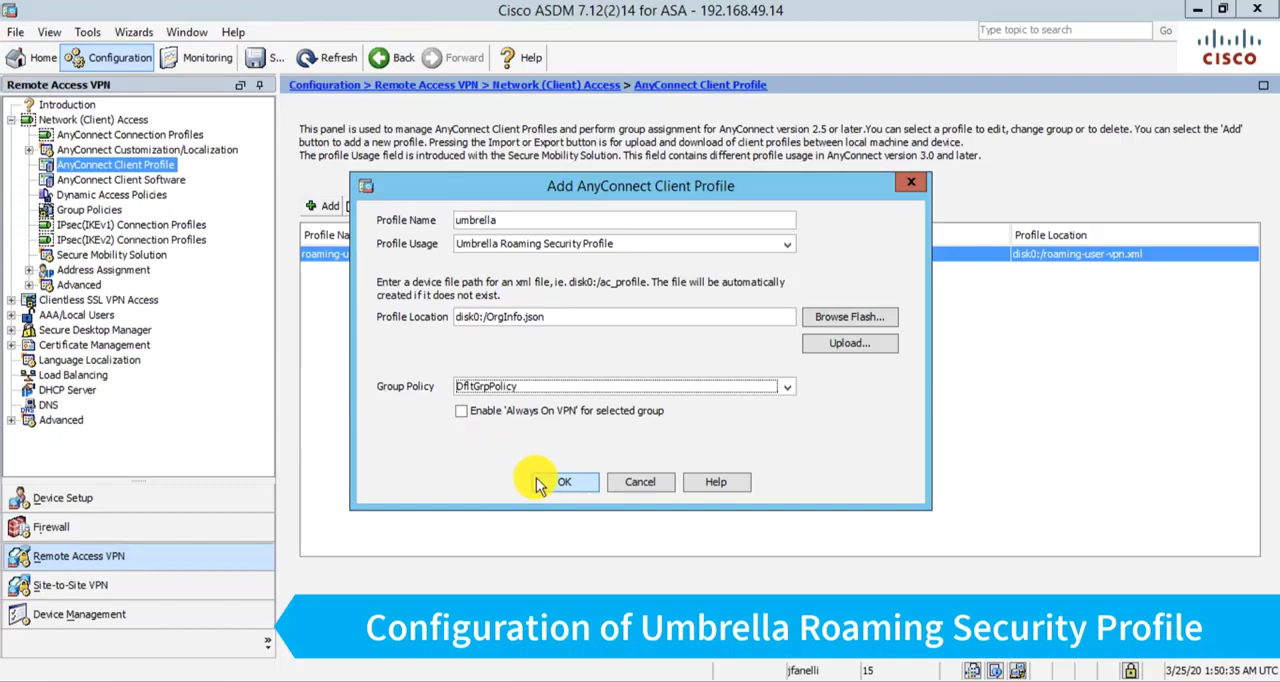 Cisco ASDM 7.12(2)14 for ASA - 192.168.49.14
File View Tools Wizards Window Help
Type topic to search Go
Home Configuration Monitoring S... Refresh Back Forward Help
CISCO
Remote Access VPN
Configuration > Remote Access VPN > Network (Client) Access > AnyConnect Client Profile
Introduction
Network (Client) Access
AnyConnect Connection Profiles
AnyConnect Customization/Localization
AnyConnect Client Profile
AnyConnect Client Software
Dynamic Access Policies
Group Policies
IPsec(IKEv1) Connection Profiles
IPsec(IKEv2) Connection Profiles
Secure Mobility Solution
Address Assignment
Advanced
Clientless SSL VPN Access
AAA/Local Users
Secure Desktop Manager
Certificate Management
Language Localization
Load Balancing
DHCP Server
DNS
Advanced
Device Setup
Firewall
Remote Access VPN
Site-to-Site VPN
Device Management
This panel is used to manage AnyConnect Client Profiles and perform group assignment for AnyConnect version 2.5 or later.You can select a profile to edit, change group or to delete. You can select the 'Add'
button to add a new profile. Pressing the Import or Export button is for upload and download of client profiles between local machine and device.
The profile Usage field is introduced with the Secure Mobility Solution. This field contains different profile usage in AnyConnect version 3.0 and later.
Add
Profile Na
Profile Location
roaming-u
disk0:/roaming-user-vpn.xml
Add AnyConnect Client Profile
Profile Name umbrella
Profile Usage Umbrella Roaming Security Profile
Enter a device file path for an xml file, ie. disk0:/ac_profile. The file will be automatically
created if it does not exist.
Profile Location disk0:/OrgInfo.json Browse Flash...
Upload...
Group Policy DfltGrpPolicy
Enable 'Always On VPN' for selected group
OK Cancel Help
Configuration of Umbrella Roaming Security Profile
jfanelli 15 3/25/20 1:50:35 AM UTC